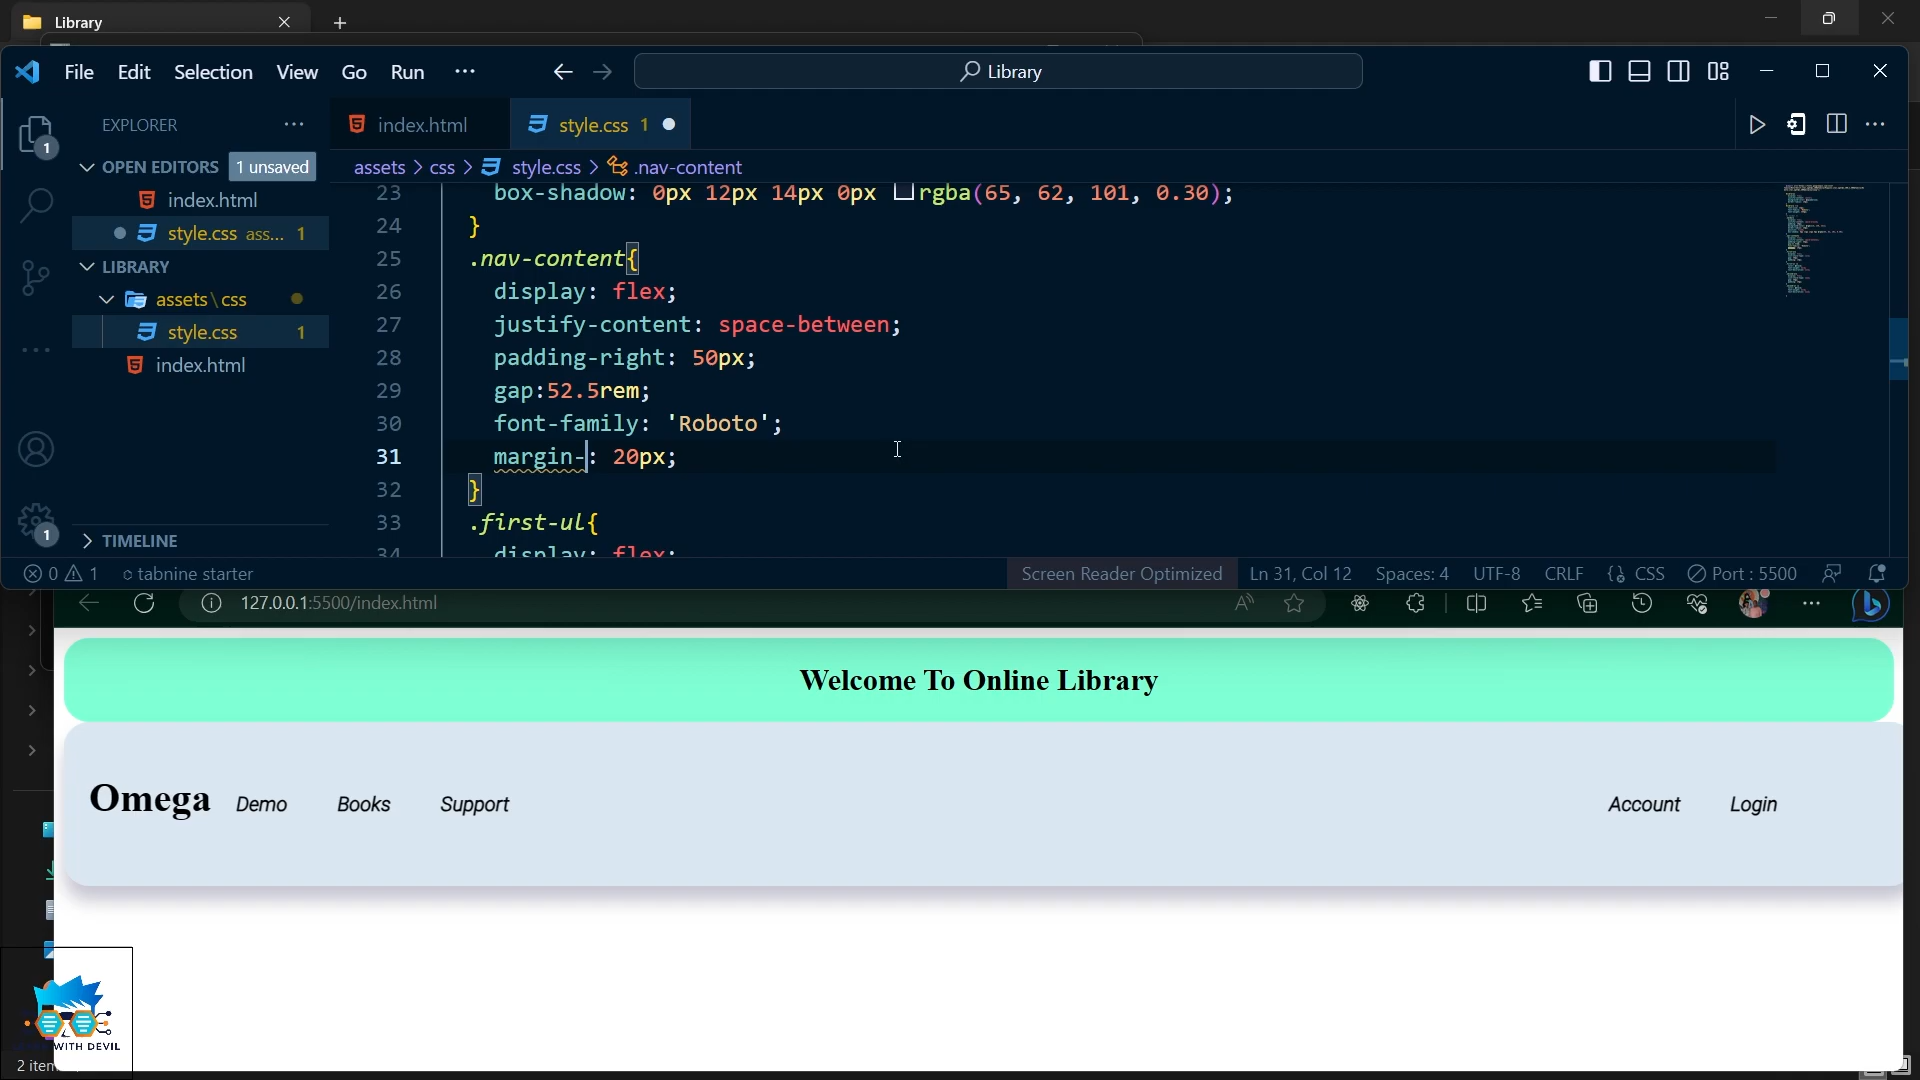 Library
File Edit Selection View Go Run ... Library
EXPLORER ... index.html style.css 1
OPEN EDITORS 1 unsaved
assets > css > style.css > .nav-content
index.html
style.css ass... 1
LIBRARY
assets\css
style.css 1
index.html
TIMELINE
1
1
23 box-shadow: 0px 12px 14px 0px rgba(65, 62, 101, 0.30);
24 }
25 .nav-content{
26 display: flex;
27 justify-content: space-between;
28 padding-right: 50px;
29 gap:52.5rem;
30 font-family: 'Roboto';
31 margin-: 20px;
32 }
33 .first-ul{
34 display: flex;
0 1 tabnine starter Screen Reader Optimized Ln 31, Col 12 Spaces: 4 UTF-8 CRLF {} CSS Port : 5500
127.0.0.1:5500/index.html
Welcome To Online Library
Omega Demo Books Support Account Login
WITH DEVIL
2 item